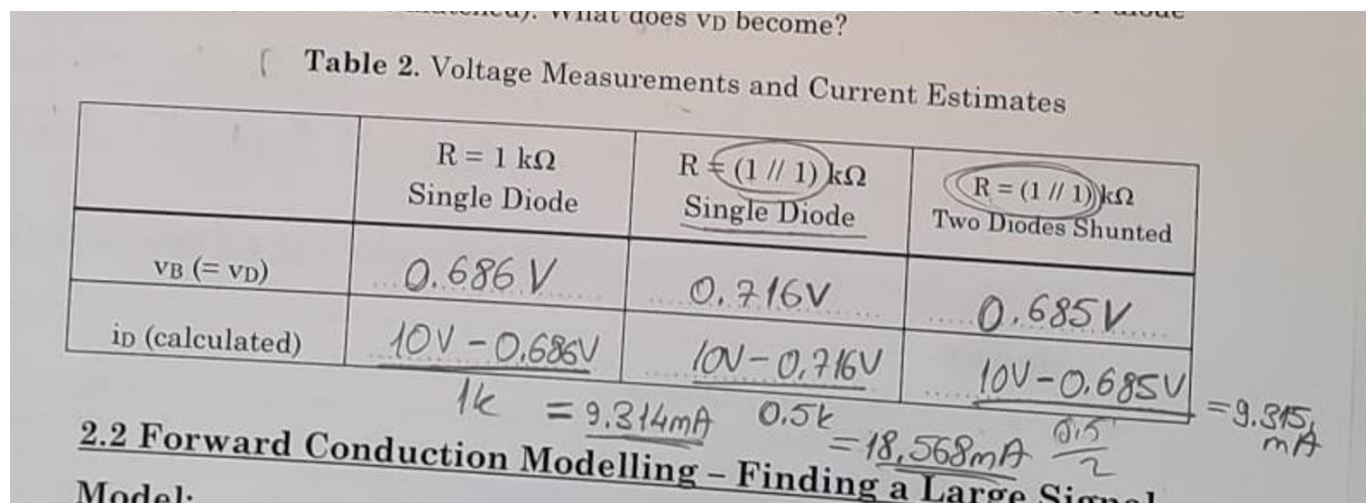 What does vD become?
Table 2. Voltage Measurements and Current Estimates
R = 1 kΩ
Single Diode
R = (1 // 1) kΩ
Single Diode
R = (1 // 1) kΩ
Two Diodes Shunted
vB (= vD)
0.686 V
0.716V
0.685V
iD (calculated)
10V - 0.686V
1k
= 9.314mA
10V - 0.716V
0.5k
= 18,568mA
10V - 0.685V
0.5
2
= 9.315, mA
2.2 Forward Conduction Modelling – Finding a Large Signal
Model: